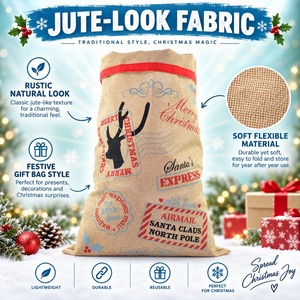 JUTE-LOOK FABRIC
TRADITIONAL STYLE, CHRISTMAS MAGIC
RUSTIC
NATURAL LOOK
Classic jute-like texture
for a charming, traditional
feel.
FESTIVE
GIFT BAG STYLE
Perfect for presents,
decorations and
Christmas surprises.
Merry
Christmas
MERRY CHRISTMAS
MERRY
Santa's
EXPRESS
AIRMAIL
SANTA CLAUS
NORTH POLE
SOFT FLEXIBLE
MATERIAL
Durable yet soft,
easy to fold and store
for year after year use.
LIGHTWEIGHT
DURABLE
REUSABLE
PERFECT
FOR CHRISTMAS
Spread
Christmas Joy